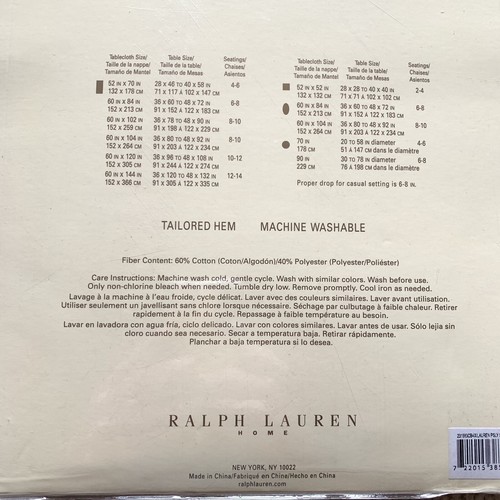 Tablecloth Size/ Table Size/ Seatings/
Taille de la nappe/ Taille de la table/ Chaises/
Tamaño de Mantel Tamaño de Mesas Asientos
52 IN x 70 IN 28 x 46 TO 40 x 58 IN 4-6
132 x 178 CM 71 x 117 À 102 x 147 CM
60 IN x 84 IN 36 x 60 TO 48 x 72 IN 6-8
152 x 213 CM 91 x 152 À 122 x 183 CM
60 IN x 102 IN 36 x 78 TO 48 x 90 IN 8-10
152 x 259 CM 91 x 198 À 122 x 229 CM
60 IN x 104 IN 36 x 80 TO 48 x 92 IN 8-10
152 x 264 CM 91 x 203 À 122 x 234 CM
60 IN x 120 IN 36 x 96 TO 48 x 108 IN 10-12
152 x 305 CM 91 x 244 À 122 x 274 CM
60 IN x 144 IN 36 x 120 TO 48 x 132 IN 12-14
152 x 366 CM 91 x 305 À 122 x 335 CM
Tablecloth Size/ Table Size/ Seatings/
Taille de la nappe/ Taille de la table/ Chaises/
Tamaño de Mantel Tamaño de Mesas Asientos
52 IN x 52 IN 28 x 28 TO 40 x 40 IN 2-4
132 x 132 CM 71 x 71 À 102 x 102 CM
60 IN x 84 IN 36 x 60 TO 48 x 72 IN 6-8
152 x 213 CM 91 x 152 À 122 x 183 CM
60 IN x 104 IN 36 x 80 TO 48 x 92 IN 8-10
152 x 264 CM 91 x 203 À 122 x 234 CM
70 IN 20 TO 58 IN diameter 4-6
178 CM 51 À 147 CM dans le diamètre
90 IN 30 TO 78 IN diameter 6-8
229 CM 76 À 198 CM dans le diamètre
Proper drop for casual setting is 6-8 IN.
TAILORED HEM MACHINE WASHABLE
Fiber Content: 60% Cotton (Coton/Algodón)/40% Polyester (Polyester/Poliéster)
Care Instructions: Machine wash cold, gentle cycle. Wash with similar colors. Wash before use.
Only non-chlorine bleach when needed. Tumble dry low. Remove promptly. Cool iron as needed.
Lavage à la machine à l'eau froide, cycle délicat. Laver avec des couleurs similaires. Laver avant utilisation.
Utiliser seulement un javellisant sans chlore lorsque nécessaire. Séchage par culbutage à faible chaleur. Retirer
rapidement à la fin du cycle. Repassage à faible température au besoin.
Lavar en lavadora con agua fría, ciclo delicado. Lavar con colores similares. Lavar antes de usar. Sólo lejía sin
cloro cuando sea necesario. Secar a temperatura baja. Retirar rápidamente.
Planchar a baja temperatura si lo desea.
RALPH LAUREN
HOME
NEW YORK, NY 10022
Made in China/Fabriqué en Chine/Hecho en China
ralphlauren.com
7 22015 38